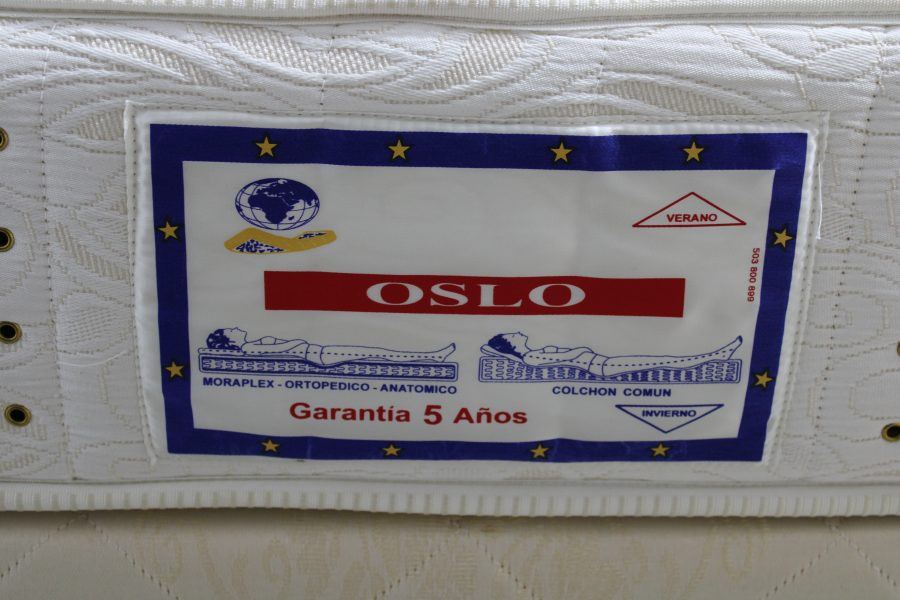 VERANO
503 800 899
OSLO
MORAPLEX - ORTOPEDICO - ANATOMICO
COLCHON COMUN
Garantía 5 Años
INVIERNO